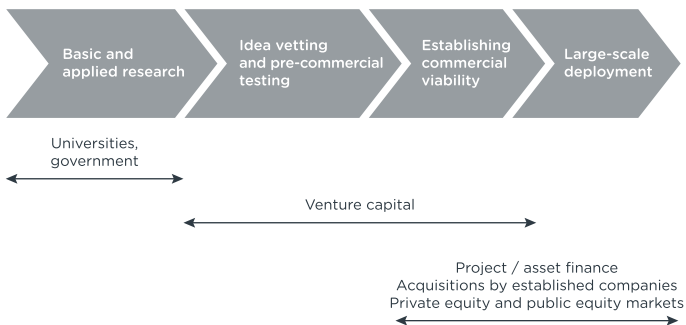 Basic and
applied research
Idea vetting
and pre-commercial
testing
Establishing
commercial
viability
Large-scale
deployment
Universities,
government
Venture capital
Project / asset finance
Acquisitions by established companies
Private equity and public equity markets